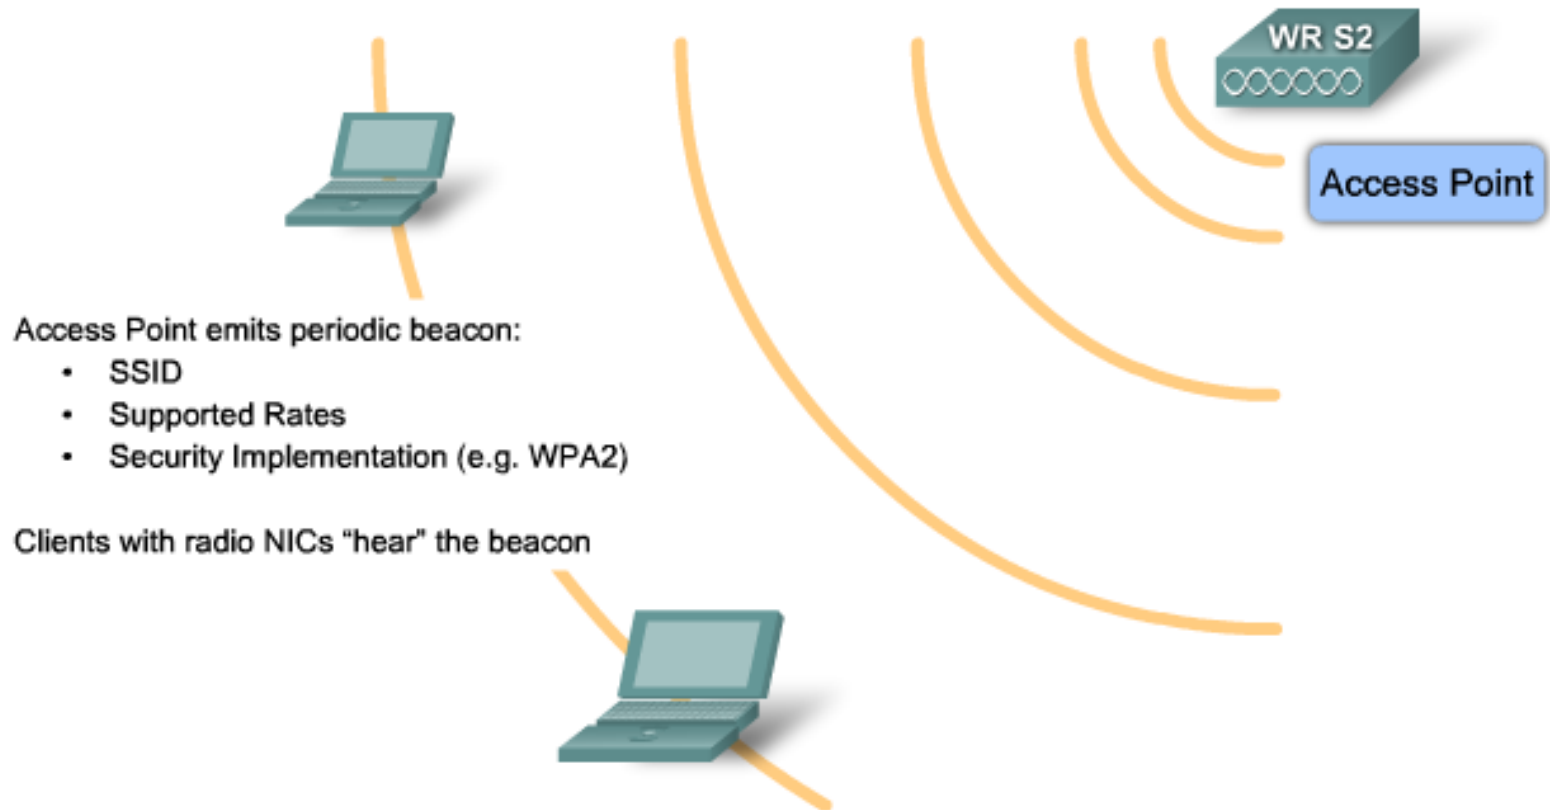 WR S2
Access Point
Access Point emits periodic beacon:
• SSID
• Supported Rates
• Security Implementation (e.g. WPA2)
Clients with radio NICs “hear” the beacon